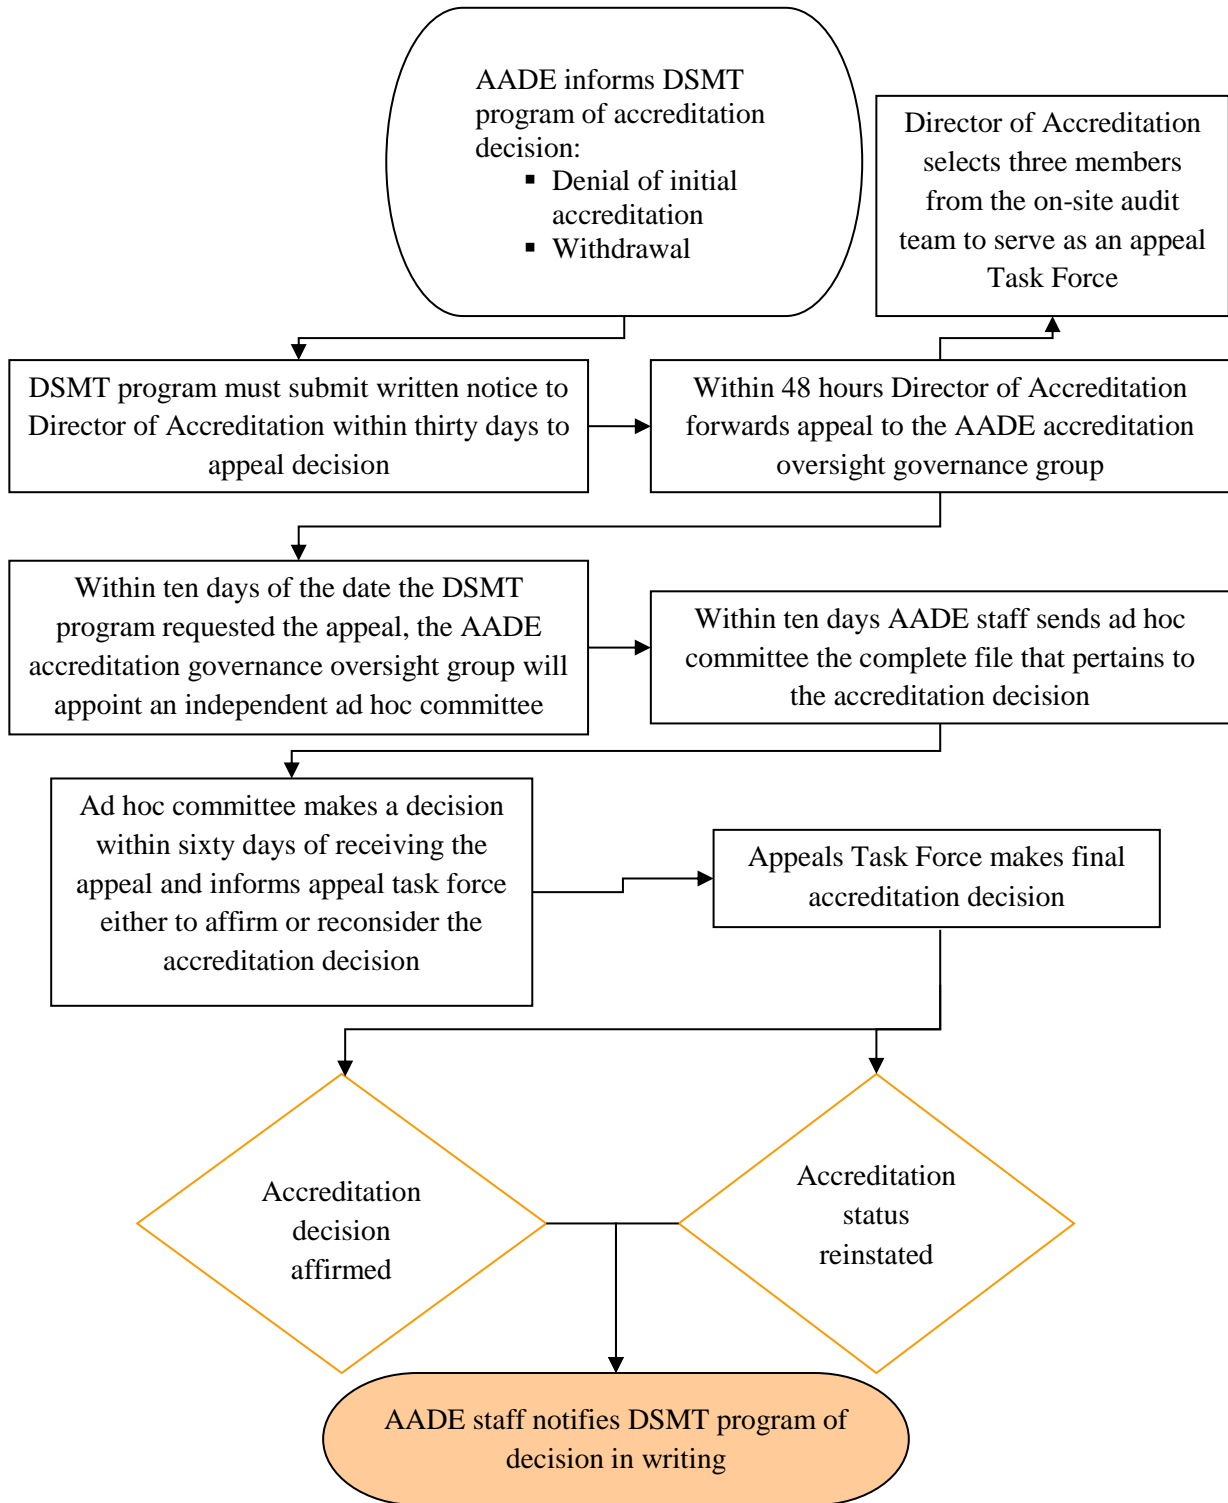 AADE informs DSMT
program of accreditation
decision:
▪ Denial of initial
accreditation
▪ Withdrawal
Director of Accreditation
selects three members
from the on-site audit
team to serve as an appeal
Task Force
DSMT program must submit written notice to
Director of Accreditation within thirty days to
appeal decision
Within 48 hours Director of Accreditation
forwards appeal to the AADE accreditation
oversight governance group
Within ten days of the date the DSMT
program requested the appeal, the AADE
accreditation governance oversight group will
appoint an independent ad hoc committee
Within ten days AADE staff sends ad hoc
committee the complete file that pertains to
the accreditation decision
Ad hoc committee makes a decision
within sixty days of receiving the
appeal and informs appeal task force
either to affirm or reconsider the
accreditation decision
Appeals Task Force makes final
accreditation decision
Accreditation
decision
affirmed
Accreditation
status
reinstated
AADE staff notifies DSMT program of
decision in writing